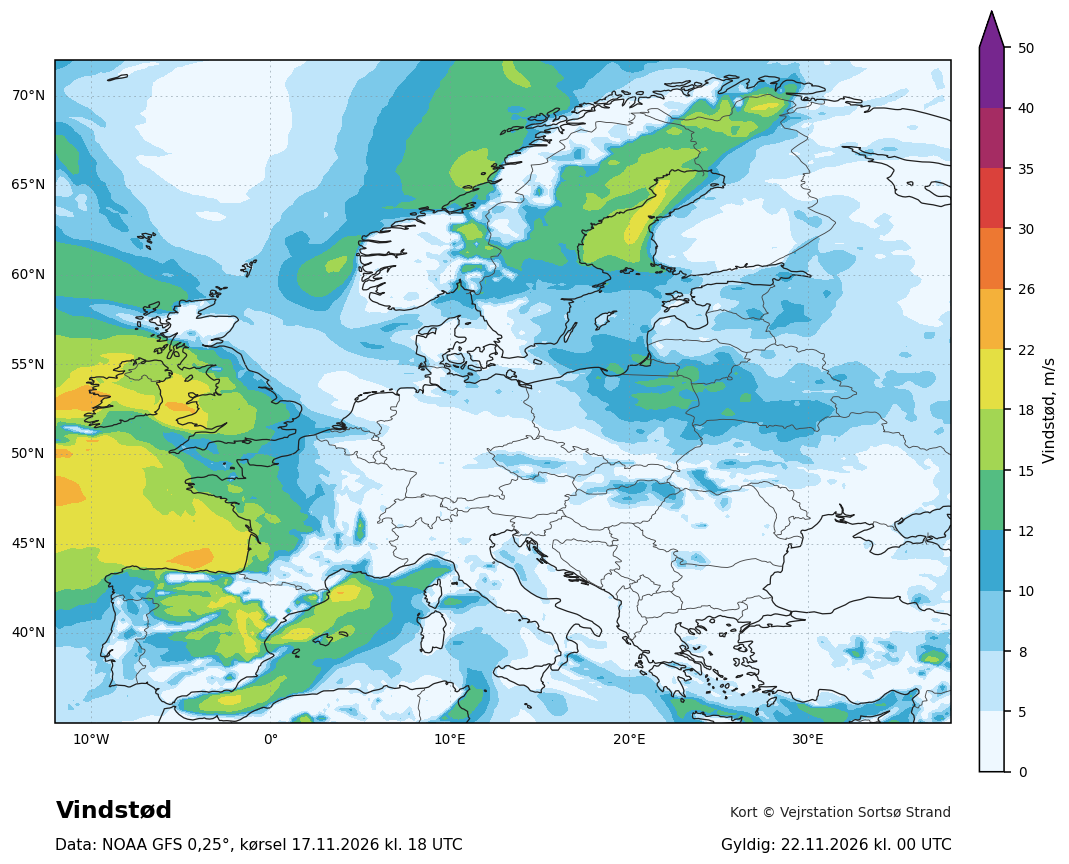 50
40
35
30
26
22
18
15
12
10
8
5
0
Vindstød, m/s
70°N
65°N
60°N
55°N
50°N
45°N
40°N
10°W
0°
10°E
20°E
30°E
Vindstød
Kort © Vejrstation Sortsø Strand
Data: NOAA GFS 0,25°, kørsel 17.11.2026 kl. 18 UTC
Gyldig: 22.11.2026 kl. 00 UTC